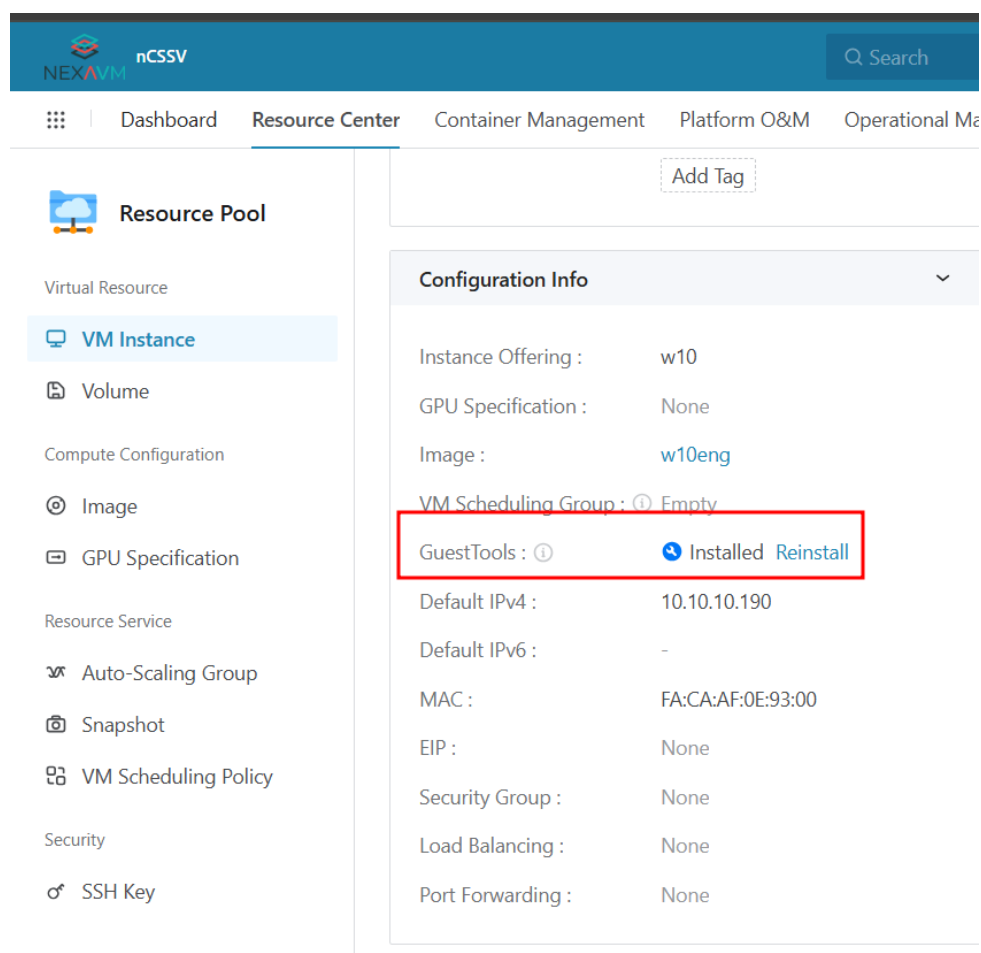 NEXAVM nCSSV Search
Dashboard Resource Center Container Management Platform O&M Operational Ma
Add Tag
Resource Pool
Configuration Info
Virtual Resource
VM Instance
Instance Offering : w10
Volume
GPU Specification : None
Compute Configuration
Image : w10eng
Image
VM Scheduling Group : Empty
GPU Specification
GuestTools : Installed Reinstall
Default IPv4 : 10.10.10.190
Resource Service
Default IPv6 : -
Auto-Scaling Group
MAC : FA:CA:AF:0E:93:00
Snapshot
EIP : None
VM Scheduling Policy
Security Group : None
Security
Load Balancing : None
SSH Key
Port Forwarding : None